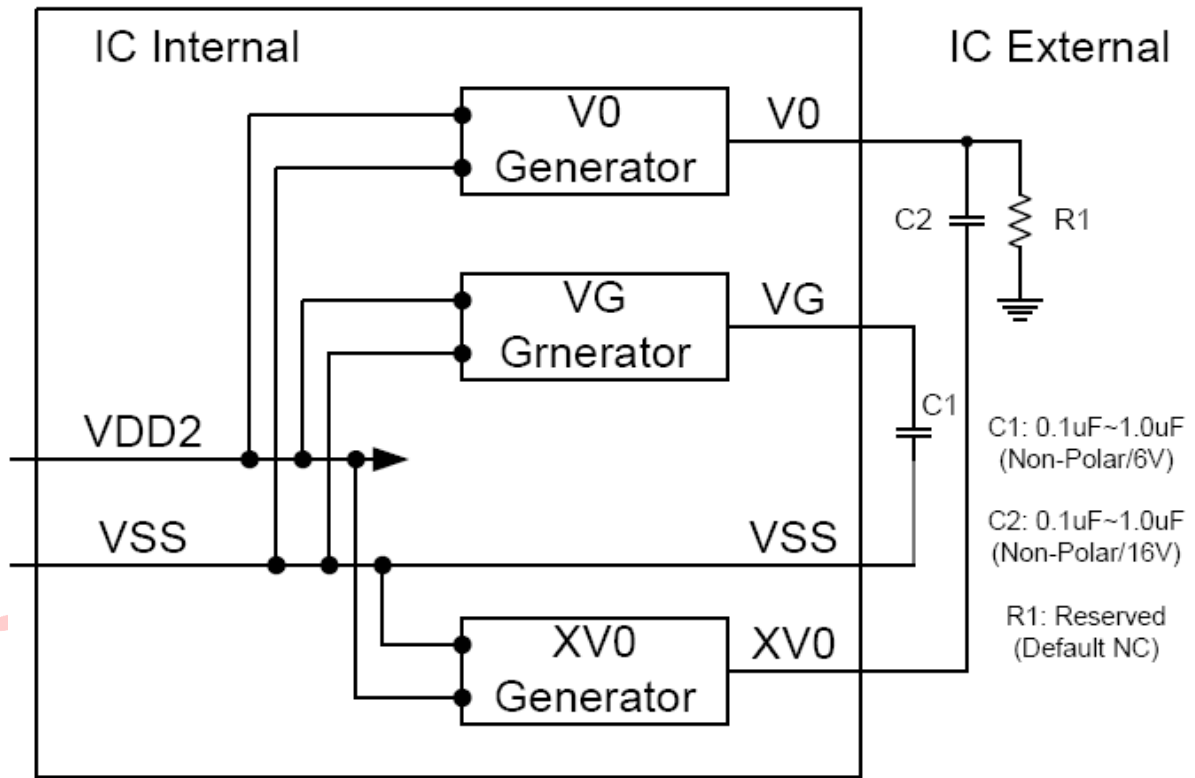 IC Internal
IC External
V0
Generator
V0
C2
R1
VG
Grnerator
VG
C1
VDD2
VSS
VSS
XV0
Generator
XV0
C1: 0.1uF~1.0uF
(Non-Polar/6V)
C2: 0.1uF~1.0uF
(Non-Polar/16V)
R1: Reserved
(Default NC)